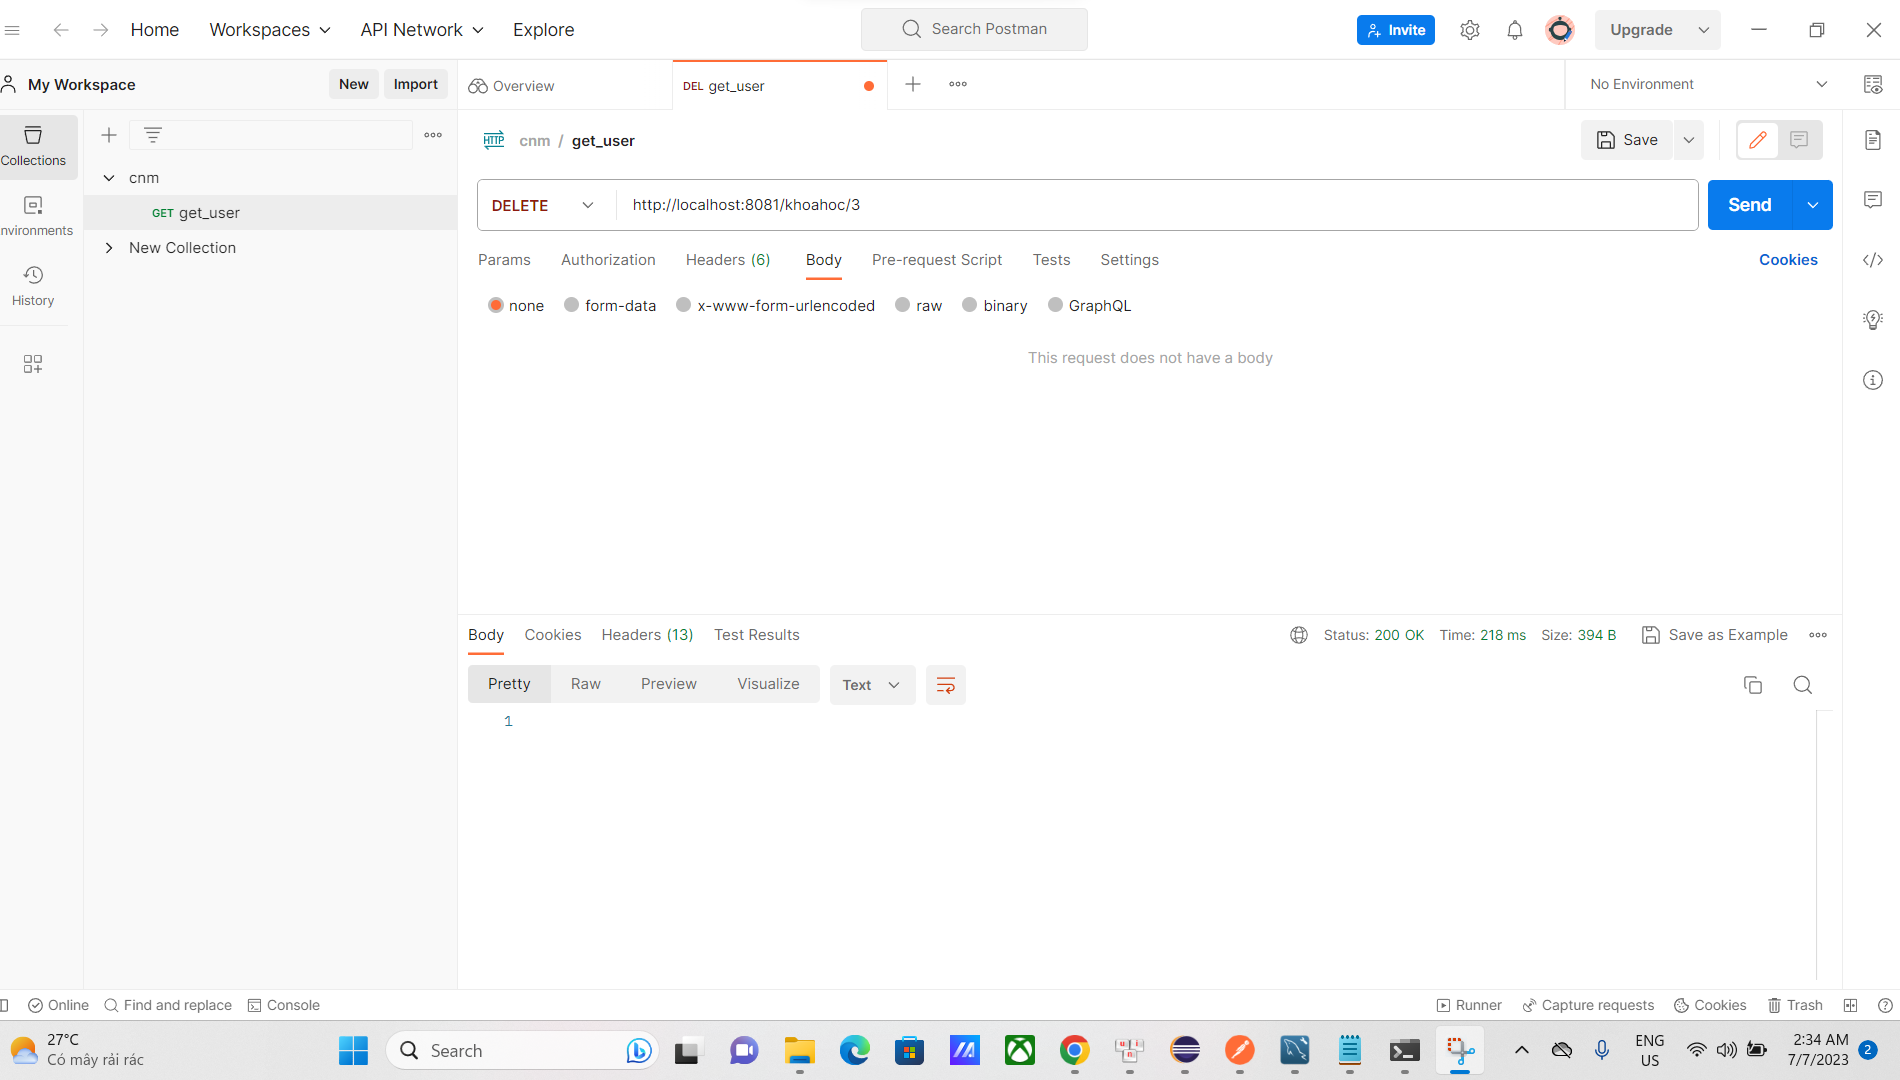 Home Workspaces API Network Explore Search Postman Invite Upgrade
My Workspace New Import Overview DEL get_user No Environment
Collections
cnm / get_user Save
cnm
DELETE http://localhost:8081/khoahoc/3 Send
GET get_user
nvironments
New Collection
Params Authorization Headers (6) Body Pre-request Script Tests Settings Cookies
History
none form-data x-www-form-urlencoded raw binary GraphQL
This request does not have a body
Body Cookies Headers (13) Test Results Status: 200 OK Time: 218 ms Size: 394 B Save as Example
Pretty Raw Preview Visualize Text
1
Online Find and replace Console Runner Capture requests Cookies Trash
27°C
Có mây rải rác
Search
ENG
US
2:34 AM
7/7/2023
2